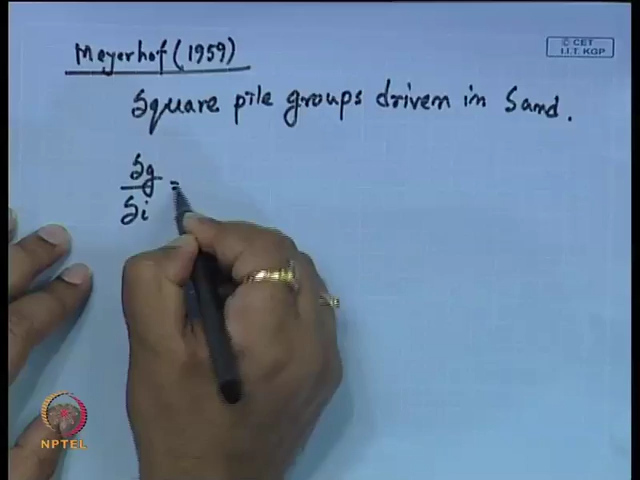 Meyerhof (1959)
© CET
I.I.T. KGP
Square pile groups driven in Sand.
Sg
Si
=
NPTEL